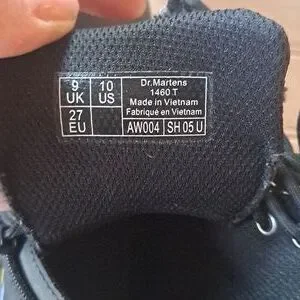 9 UK
10 US
27 EU
Dr.Martens
1460 T
Made in Vietnam
Fabriqué en Vietnam
AW004 SH 05 U